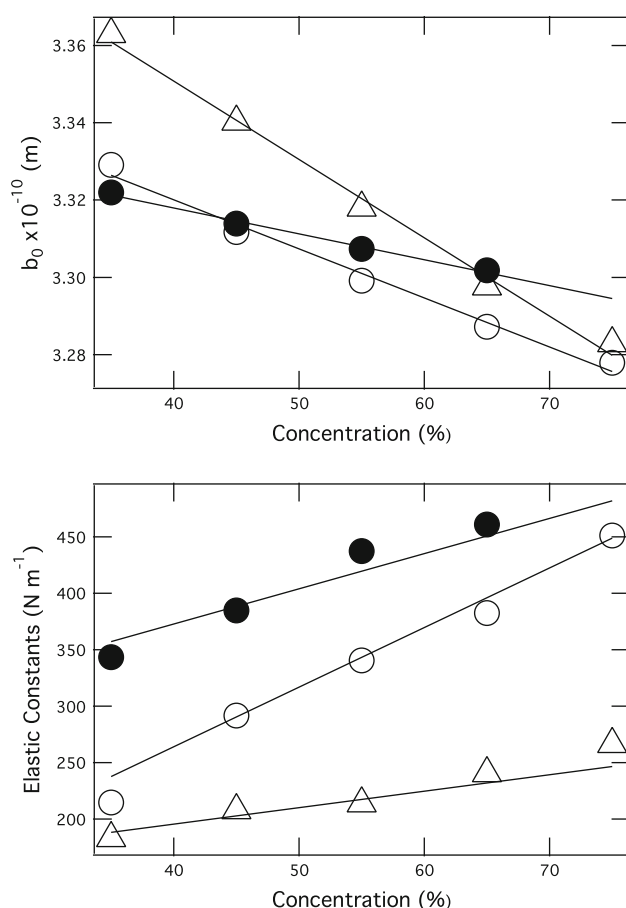 3.36
3.34
3.32
3.30
3.28
b0 x10-10 (m)
40 50 60 70
Concentration (%)
450
400
350
300
250
200
Elastic Constants (N m-1)
40 50 60 70
Concentration (%)